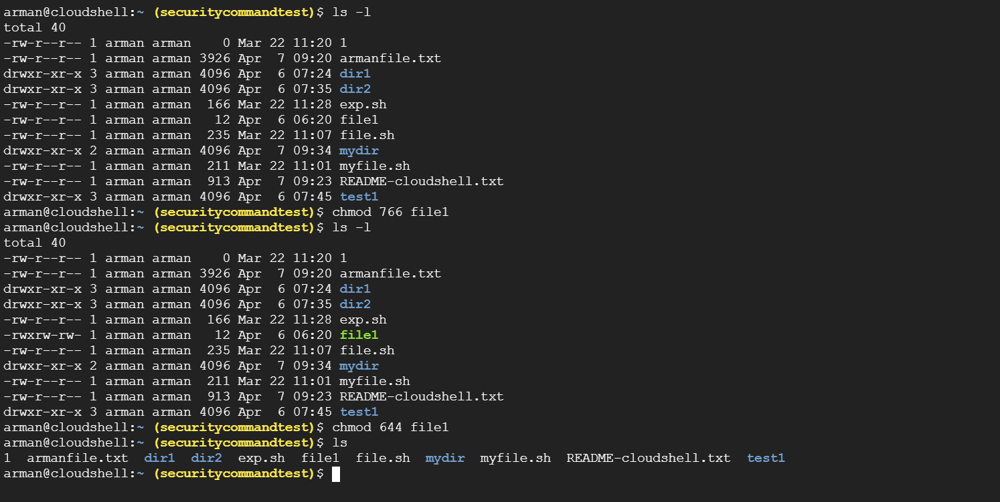 arman@cloudshell:~ (securitycommandtest)$ ls -l
total 40
-rw-r--r-- 1 arman arman    0 Mar 22 11:20 1
-rw-r--r-- 1 arman arman 3926 Apr  7 09:20 armanfile.txt
drwxr-xr-x 3 arman arman 4096 Apr  6 07:24 dir1
drwxr-xr-x 3 arman arman 4096 Apr  6 07:35 dir2
-rw-r--r-- 1 arman arman  166 Mar 22 11:28 exp.sh
-rw-r--r-- 1 arman arman   12 Apr  6 06:20 file1
-rw-r--r-- 1 arman arman  235 Mar 22 11:07 file.sh
drwxr-xr-x 2 arman arman 4096 Apr  7 09:34 mydir
-rw-r--r-- 1 arman arman  211 Mar 22 11:01 myfile.sh
-rw-r--r-- 1 arman arman  913 Apr  7 09:23 README-cloudshell.txt
drwxr-xr-x 3 arman arman 4096 Apr  6 07:45 test1
arman@cloudshell:~ (securitycommandtest)$ chmod 766 file1
arman@cloudshell:~ (securitycommandtest)$ ls -l
total 40
-rw-r--r-- 1 arman arman    0 Mar 22 11:20 1
-rw-r--r-- 1 arman arman 3926 Apr  7 09:20 armanfile.txt
drwxr-xr-x 3 arman arman 4096 Apr  6 07:24 dir1
drwxr-xr-x 3 arman arman 4096 Apr  6 07:35 dir2
-rw-r--r-- 1 arman arman  166 Mar 22 11:28 exp.sh
-rwxrw-rw- 1 arman arman   12 Apr  6 06:20 file1
-rw-r--r-- 1 arman arman  235 Mar 22 11:07 file.sh
drwxr-xr-x 2 arman arman 4096 Apr  7 09:34 mydir
-rw-r--r-- 1 arman arman  211 Mar 22 11:01 myfile.sh
-rw-r--r-- 1 arman arman  913 Apr  7 09:23 README-cloudshell.txt
drwxr-xr-x 3 arman arman 4096 Apr  6 07:45 test1
arman@cloudshell:~ (securitycommandtest)$ chmod 644 file1
arman@cloudshell:~ (securitycommandtest)$ ls
1  armanfile.txt  dir1  dir2  exp.sh  file1  file.sh  mydir  myfile.sh  README-cloudshell.txt  test1
arman@cloudshell:~ (securitycommandtest)$